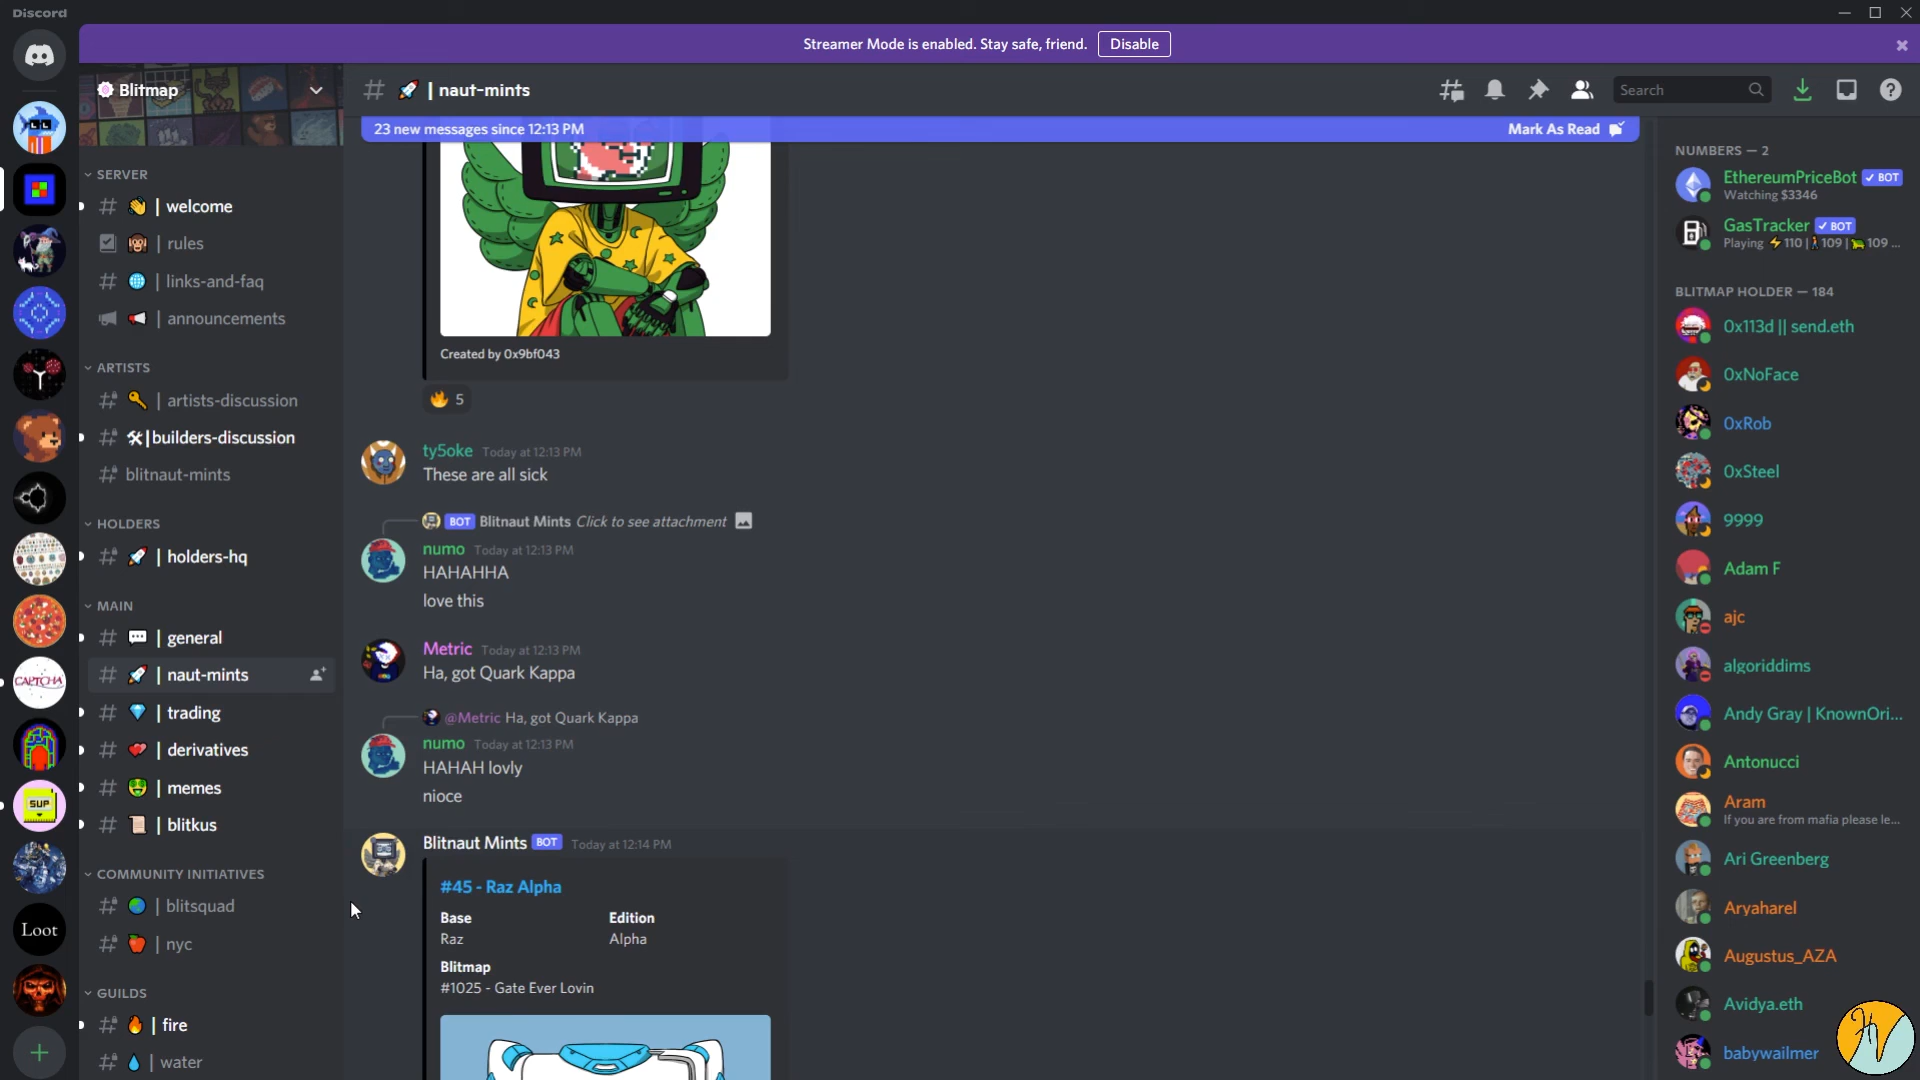 Discord
Streamer Mode is enabled. Stay safe, friend.
Disable
Blitmap
| naut-mints
Search
23 new messages since 12:13 PM
Mark As Read
SERVER
| welcome
| rules
| links-and-faq
| announcements
ARTISTS
| artists-discussion
|builders-discussion
blitnaut-mints
HOLDERS
| holders-hq
MAIN
| general
| naut-mints
| trading
| derivatives
| memes
| blitkus
COMMUNITY INITIATIVES
| blitsquad
| nyc
GUILDS
| fire
| water
CAPTCHA
SUP
Loot
Created by 0x9bf043
🔥 5
ty5oke Today at 12:13 PM
These are all sick
BOT Blitnaut Mints Click to see attachment
numo Today at 12:13 PM
HAHAHHA
love this
Metric Today at 12:13 PM
Ha, got Quark Kappa
@Metric Ha, got Quark Kappa
numo Today at 12:13 PM
HAHAH lovly
nioce
Blitnaut Mints BOT Today at 12:14 PM
#45 - Raz Alpha
Base Edition
Raz Alpha
Blitmap
#1025 - Gate Ever Lovin
NUMBERS — 2
EthereumPriceBot ✓ BOT
Watching $3346
GasTracker ✓ BOT
Playing ⚡110 |🚶109 |🐢109 ...
BLITMAP HOLDER — 184
0x113d || send.eth
0xNoFace
0xRob
0xSteel
9999
Adam F
ajc
algoriddims
Andy Gray | KnownOri...
Antonucci
Aram
If you are from mafia please le...
Ari Greenberg
Aryaharel
Augustus_AZA
Avidya.eth
babywailmer